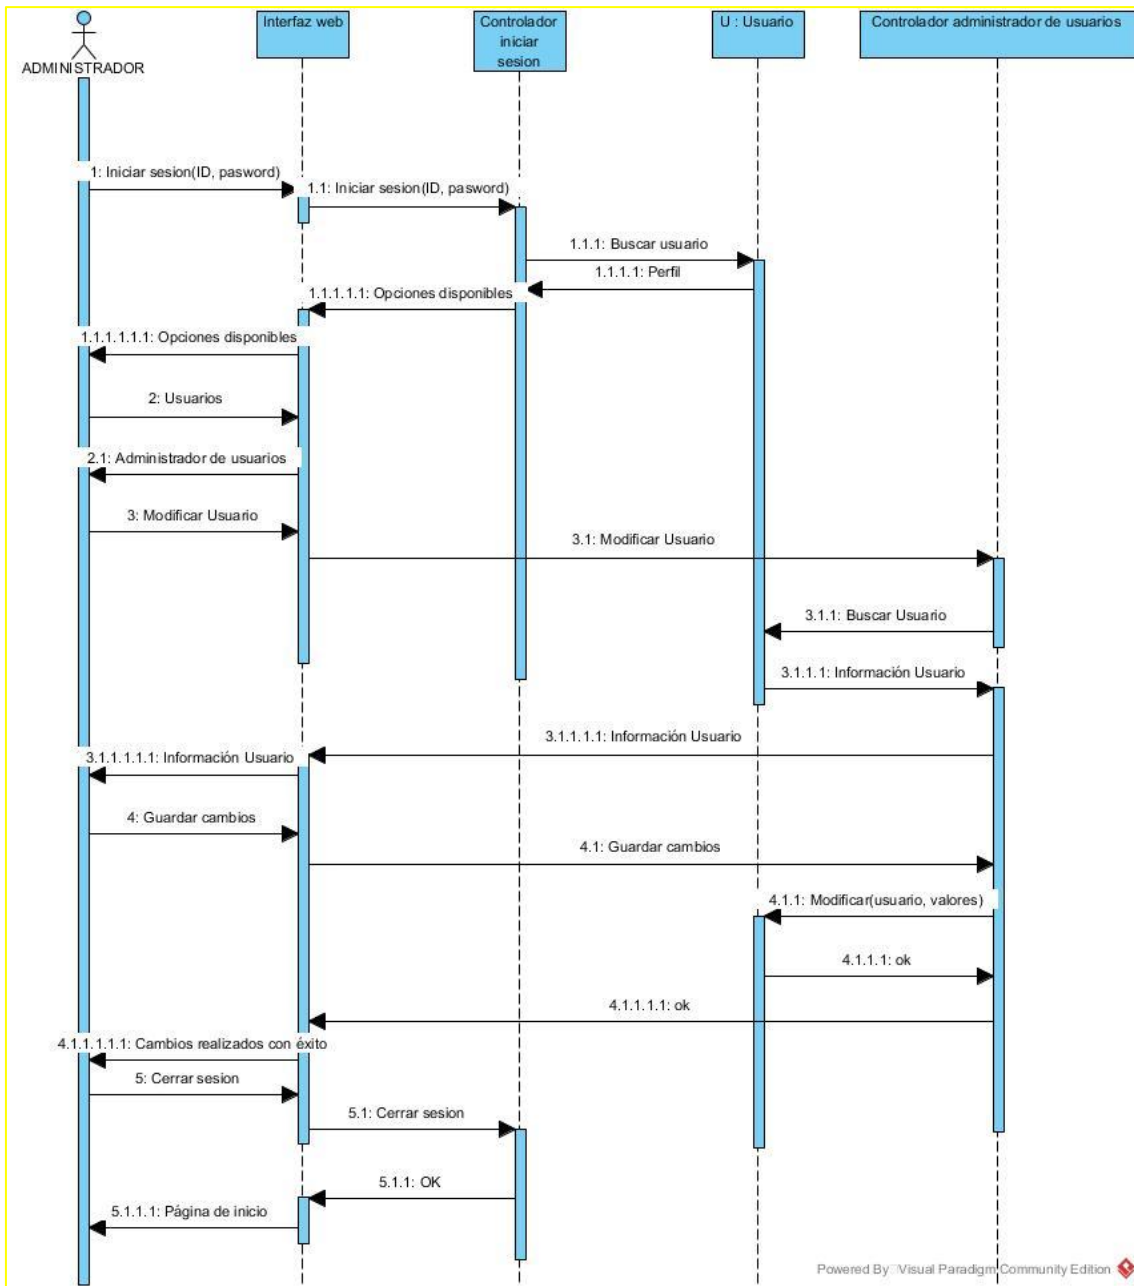 Interfaz web
Controlador
iniciar
sesion
U : Usuario
Controlador administrador de usuarios
ADMINISTRADOR
1: Iniciar sesion(ID, pasword)
1.1: Iniciar sesion(ID, pasword)
1.1.1: Buscar usuario
1.1.1.1: Perfil
1.1.1.1.1: Opciones disponibles
1.1.1.1.1.1: Opciones disponibles
2: Usuarios
2.1: Administrador de usuarios
3: Modificar Usuario
3.1: Modificar Usuario
3.1.1: Buscar Usuario
3.1.1.1: Información Usuario
3.1.1.1.1: Información Usuario
3.1.1.1.1.1: Información Usuario
4: Guardar cambios
4.1: Guardar cambios
4.1.1: Modificar(usuario, valores)
4.1.1.1: ok
4.1.1.1.1: ok
4.1.1.1.1.1: Cambios realizados con éxito
5: Cerrar sesion
5.1: Cerrar sesion
5.1.1: OK
5.1.1.1: Página de inicio
Powered By Visual Paradigm Community Edition